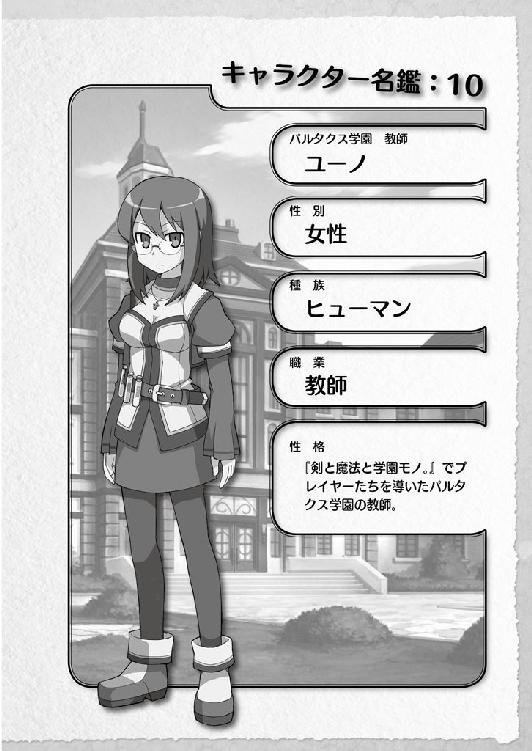 キャラクター名鑑：10
パルタクス学園　教師
ユーノ
性　別
女性
種　族
ヒューマン
職　業
教師
性　格
『剣と魔法と学園モノ。』でプ
レイヤーたちを導いたパルタ
クス学園の教師。